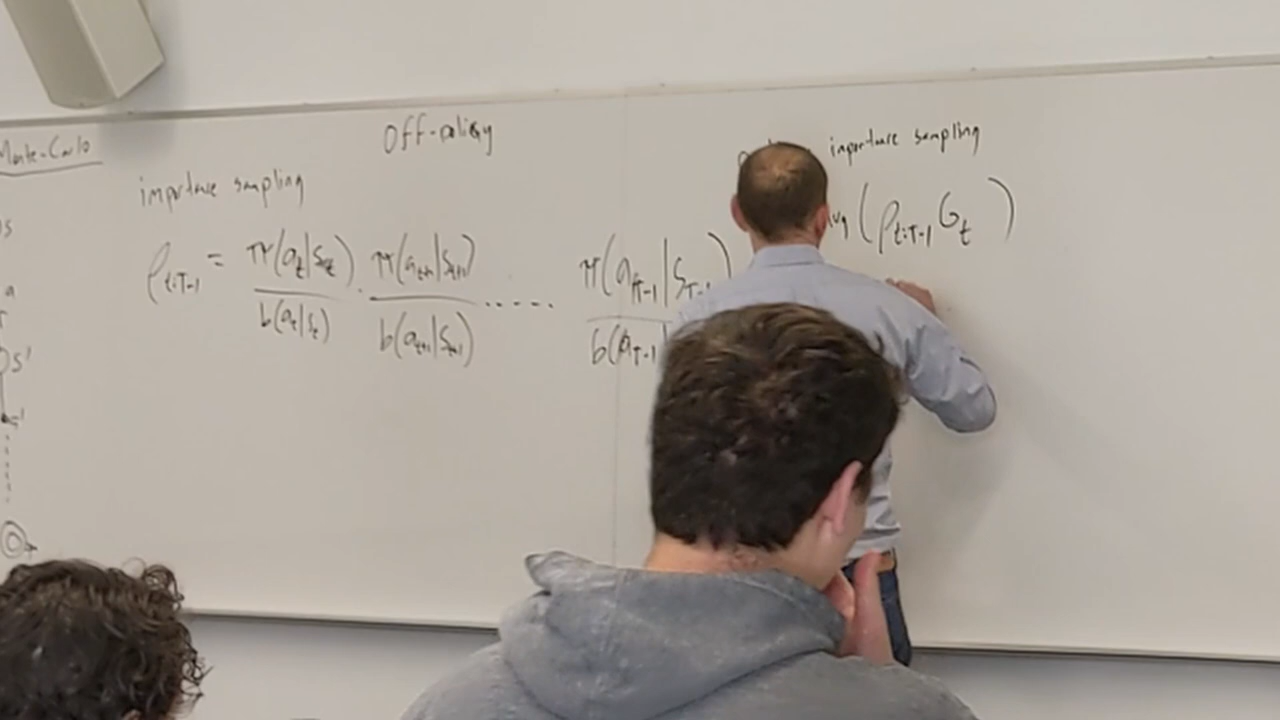 Monte-Carlo
Off-policy
importance sampling
importance sampling
ρt:T-1 = π(at|st)/b(at|st) · π(at+1|st+1)/b(at+1|st+1) ..... π(aT-1|sT-1)/b(aT-1
avg (ρt:T-1 Gt)
s
a
r
s'